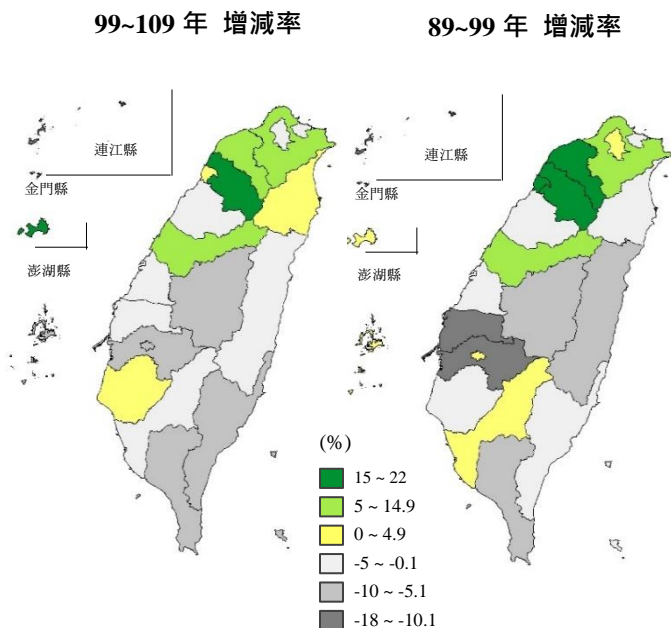 99~109 年 增減率
89~99 年 增減率
連江縣
金門縣
澎湖縣
連江縣
金門縣
澎湖縣
(%)
15 ~ 22
5 ~ 14.9
0 ~ 4.9
-5 ~ -0.1
-10 ~ -5.1
-18 ~ -10.1